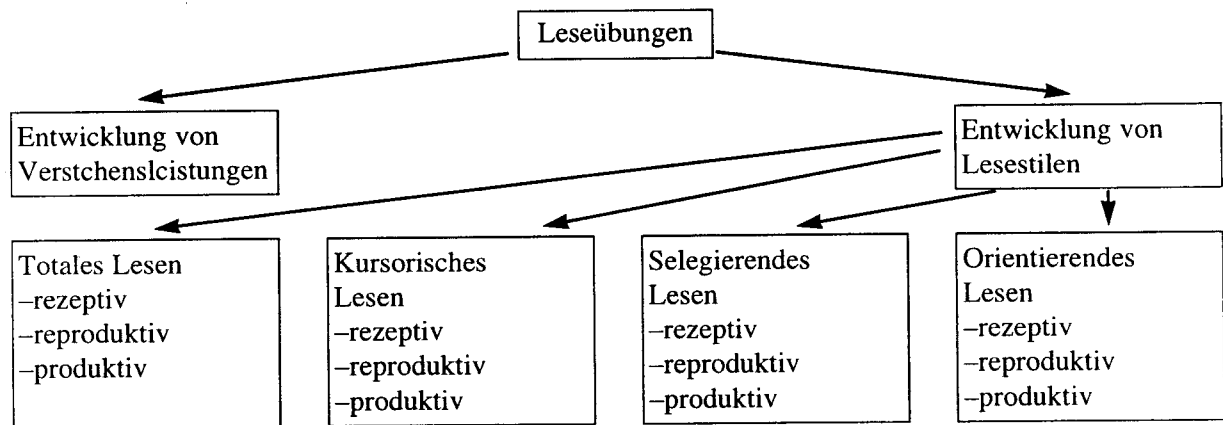 Leseübungen
Entwicklung von
Verstchenslcistungen
Entwicklung von
Lesestilen
Totales Lesen
–rezeptiv
–reproduktiv
–produktiv
Kursorisches
Lesen
–rezeptiv
–reproduktiv
–produktiv
Selegierendes
Lesen
–rezeptiv
–reproduktiv
–produktiv
Orientierendes
Lesen
–rezeptiv
–reproduktiv
–produktiv